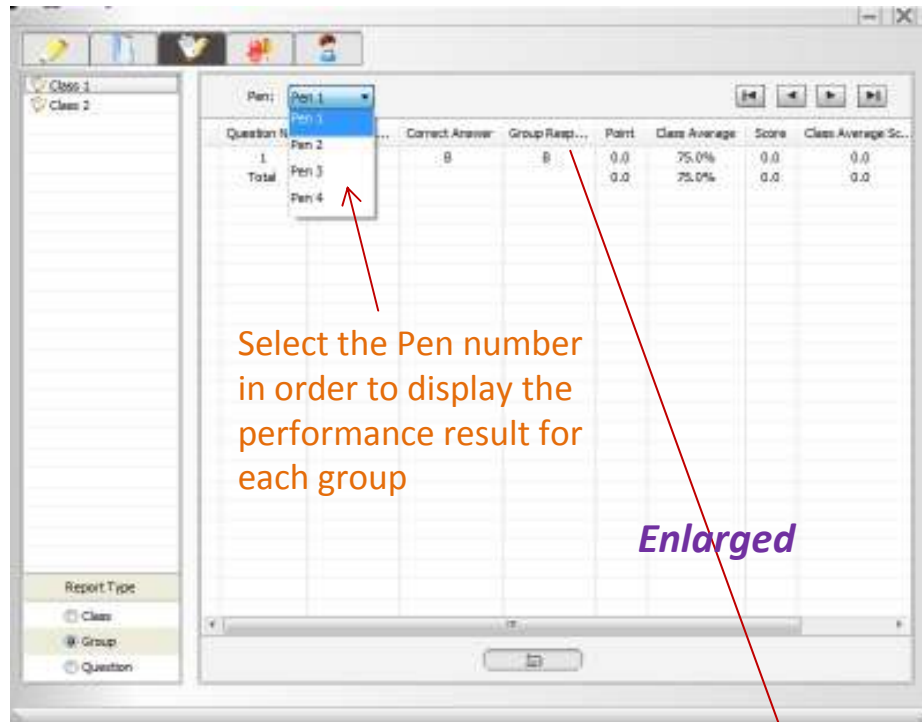 Class 1
Class 2
Pen: Pen 1
Pen 1
Pen 2
Pen 3
Pen 4
Question N ... Correct Answer Group Resp... Point Class Average Score Class Average Sc...
1 B B 0.0 75.0% 0.0 0.0
Total 0.0 75.0% 0.0 0.0
Select the Pen number
in order to display the
performance result for
each group
Enlarged
Report Type
Class
Group
Question